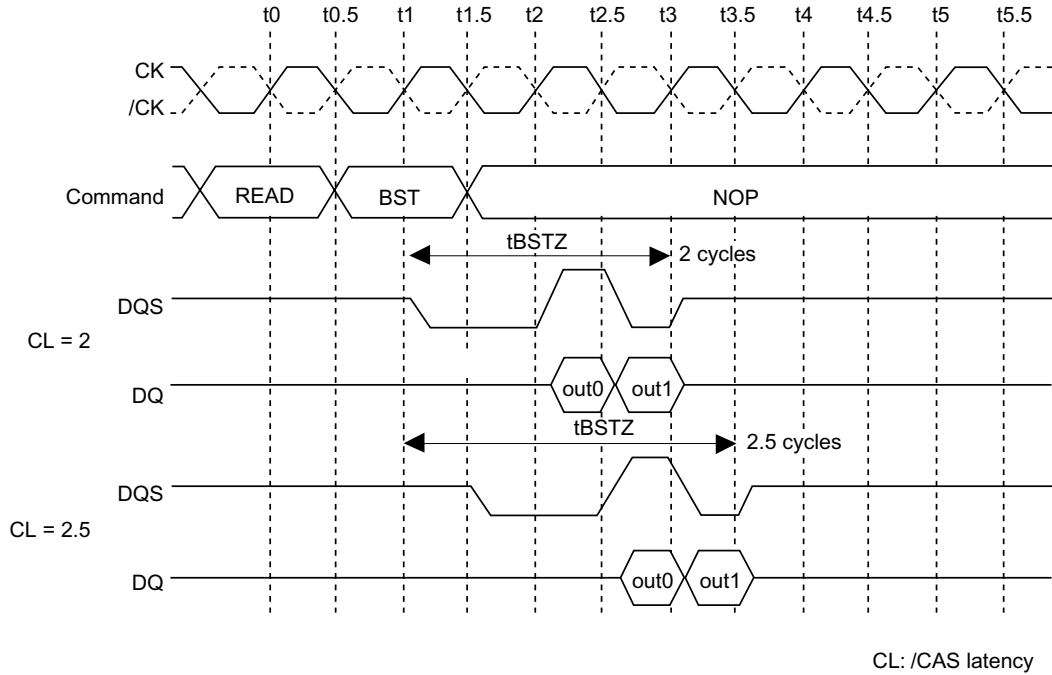 t0 t0.5 t1 t1.5 t2 t2.5 t3 t3.5 t4 t4.5 t5 t5.5
CK
/CK
Command READ BST NOP
tBSTZ 2 cycles
DQS
CL = 2
DQ out0 out1
tBSTZ 2.5 cycles
DQS
CL = 2.5
DQ out0 out1
CL: /CAS latency